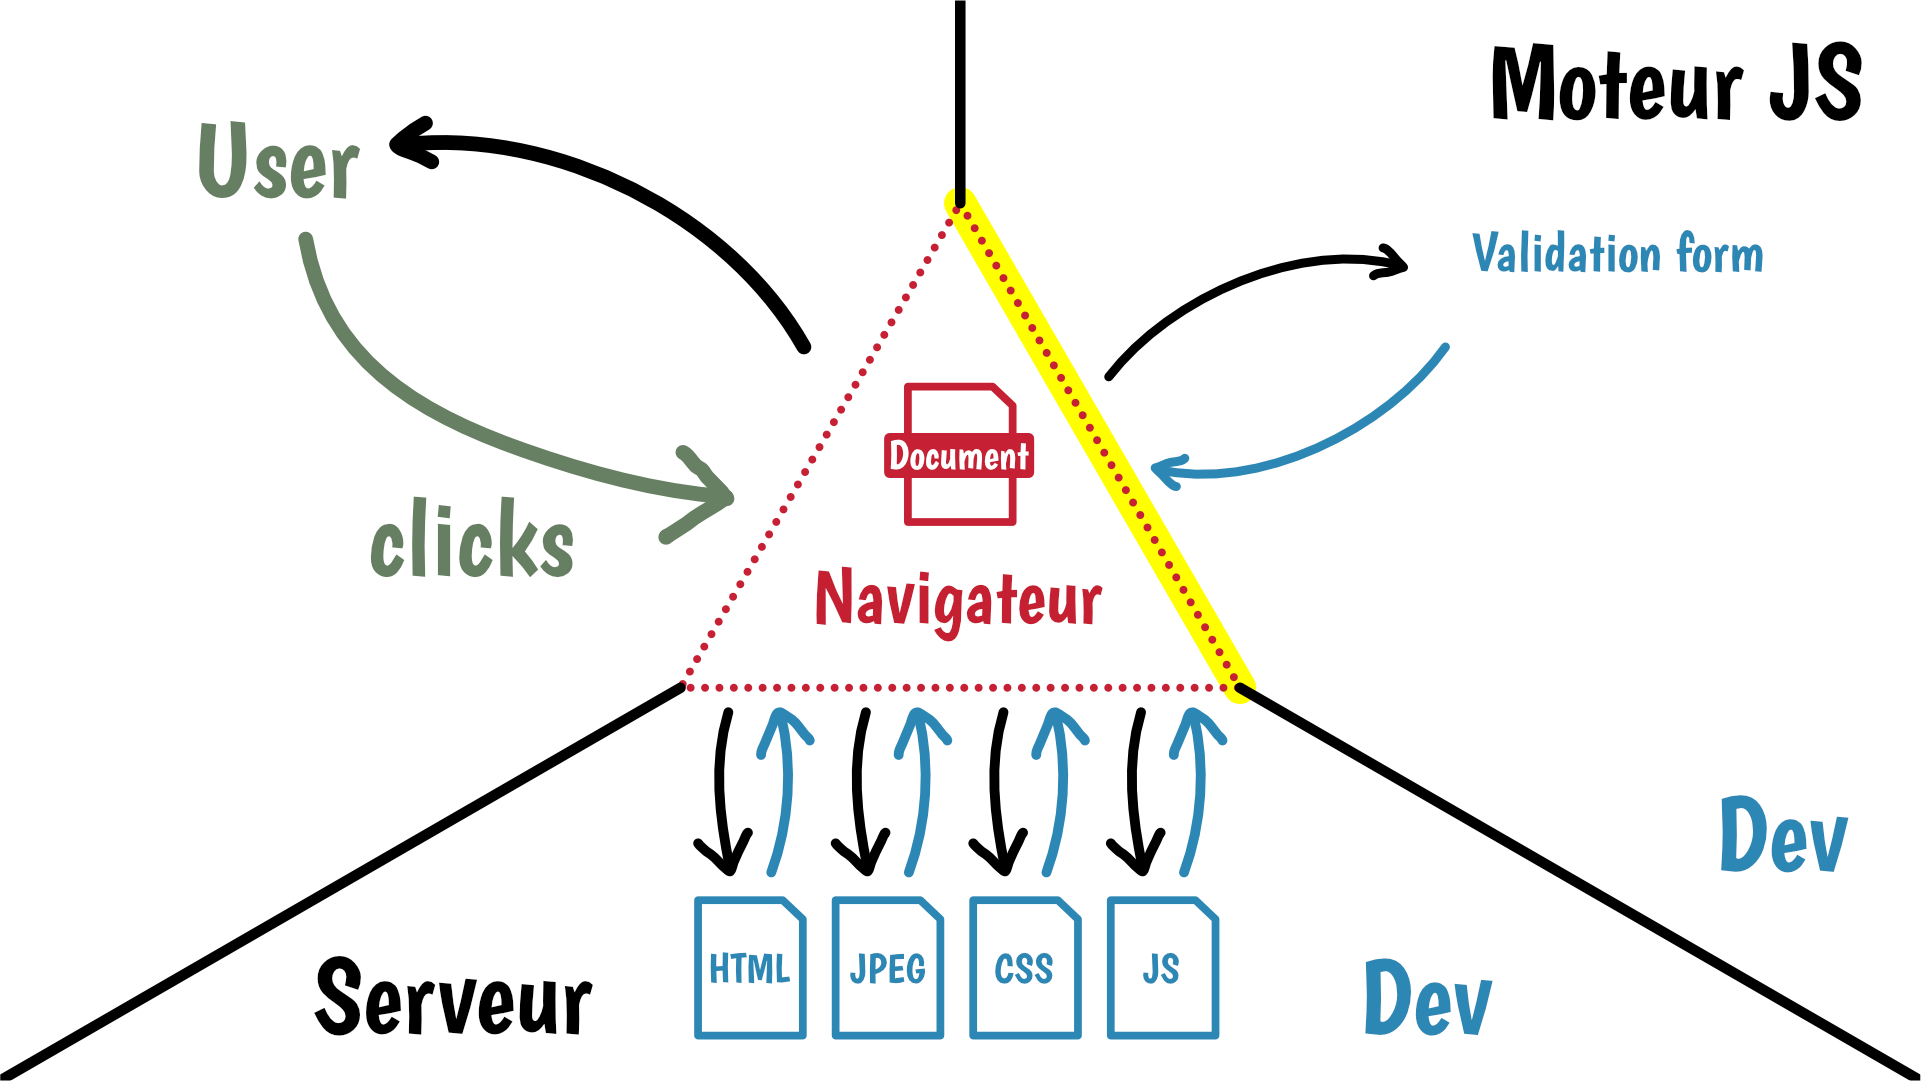 Moteur JS
User
Validation form
Document
clicks
Navigateur
Dev
HTML
JPEG
CSS
JS
Serveur
Dev